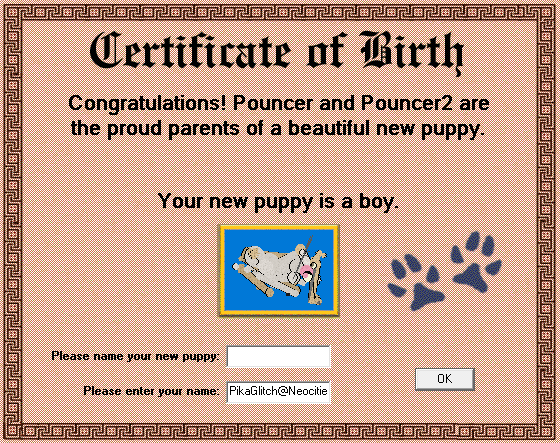 Certificate of Birth
Congratulations! Pouncer and Pouncer2 are
the proud parents of a beautiful new puppy.
Your new puppy is a boy.
Please name your new puppy:
Please enter your name: PikaGlitch@Neocitie
OK